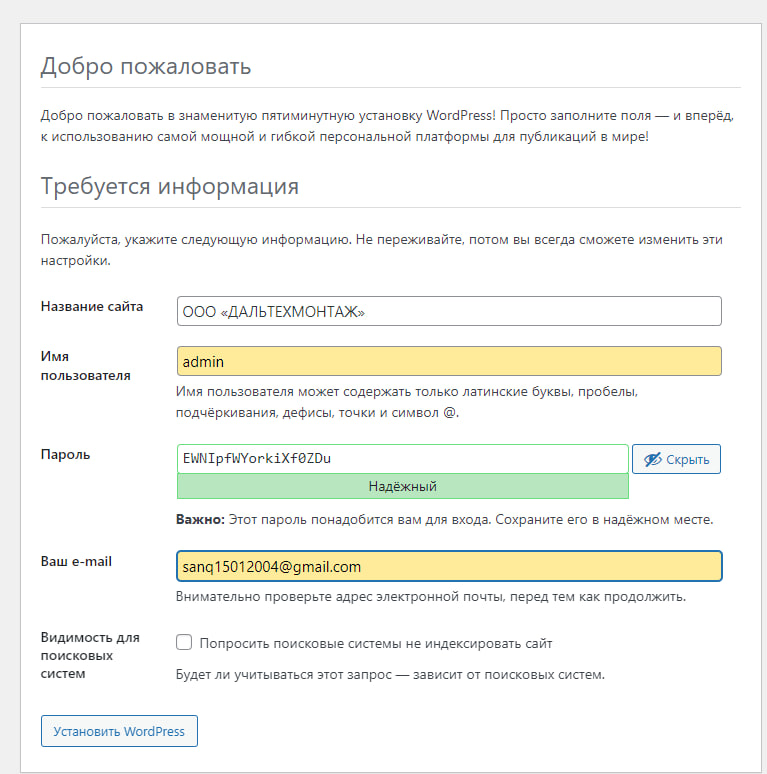 Добро пожаловать
Добро пожаловать в знаменитую пятиминутную установку WordPress! Просто заполните поля — и вперёд,
к использованию самой мощной и гибкой персональной платформы для публикаций в мире!
Требуется информация
Пожалуйста, укажите следующую информацию. Не переживайте, потом вы всегда сможете изменить эти
настройки.
Название сайта
ООО «ДАЛЬТЕХМОНТАЖ»
Имя
пользователя
admin
Имя пользователя может содержать только латинские буквы, пробелы,
подчёркивания, дефисы, точки и символ @.
Пароль
EWNIpfWYorkiXf0ZDu
Скрыть
Надёжный
Важно: Этот пароль понадобится вам для входа. Сохраните его в надёжном месте.
Ваш e-mail
sanq15012004@gmail.com
Внимательно проверьте адрес электронной почты, перед тем как продолжить.
Видимость для
поисковых
систем
Попросить поисковые системы не индексировать сайт
Будет ли учитываться этот запрос — зависит от поисковых систем.
Установить WordPress